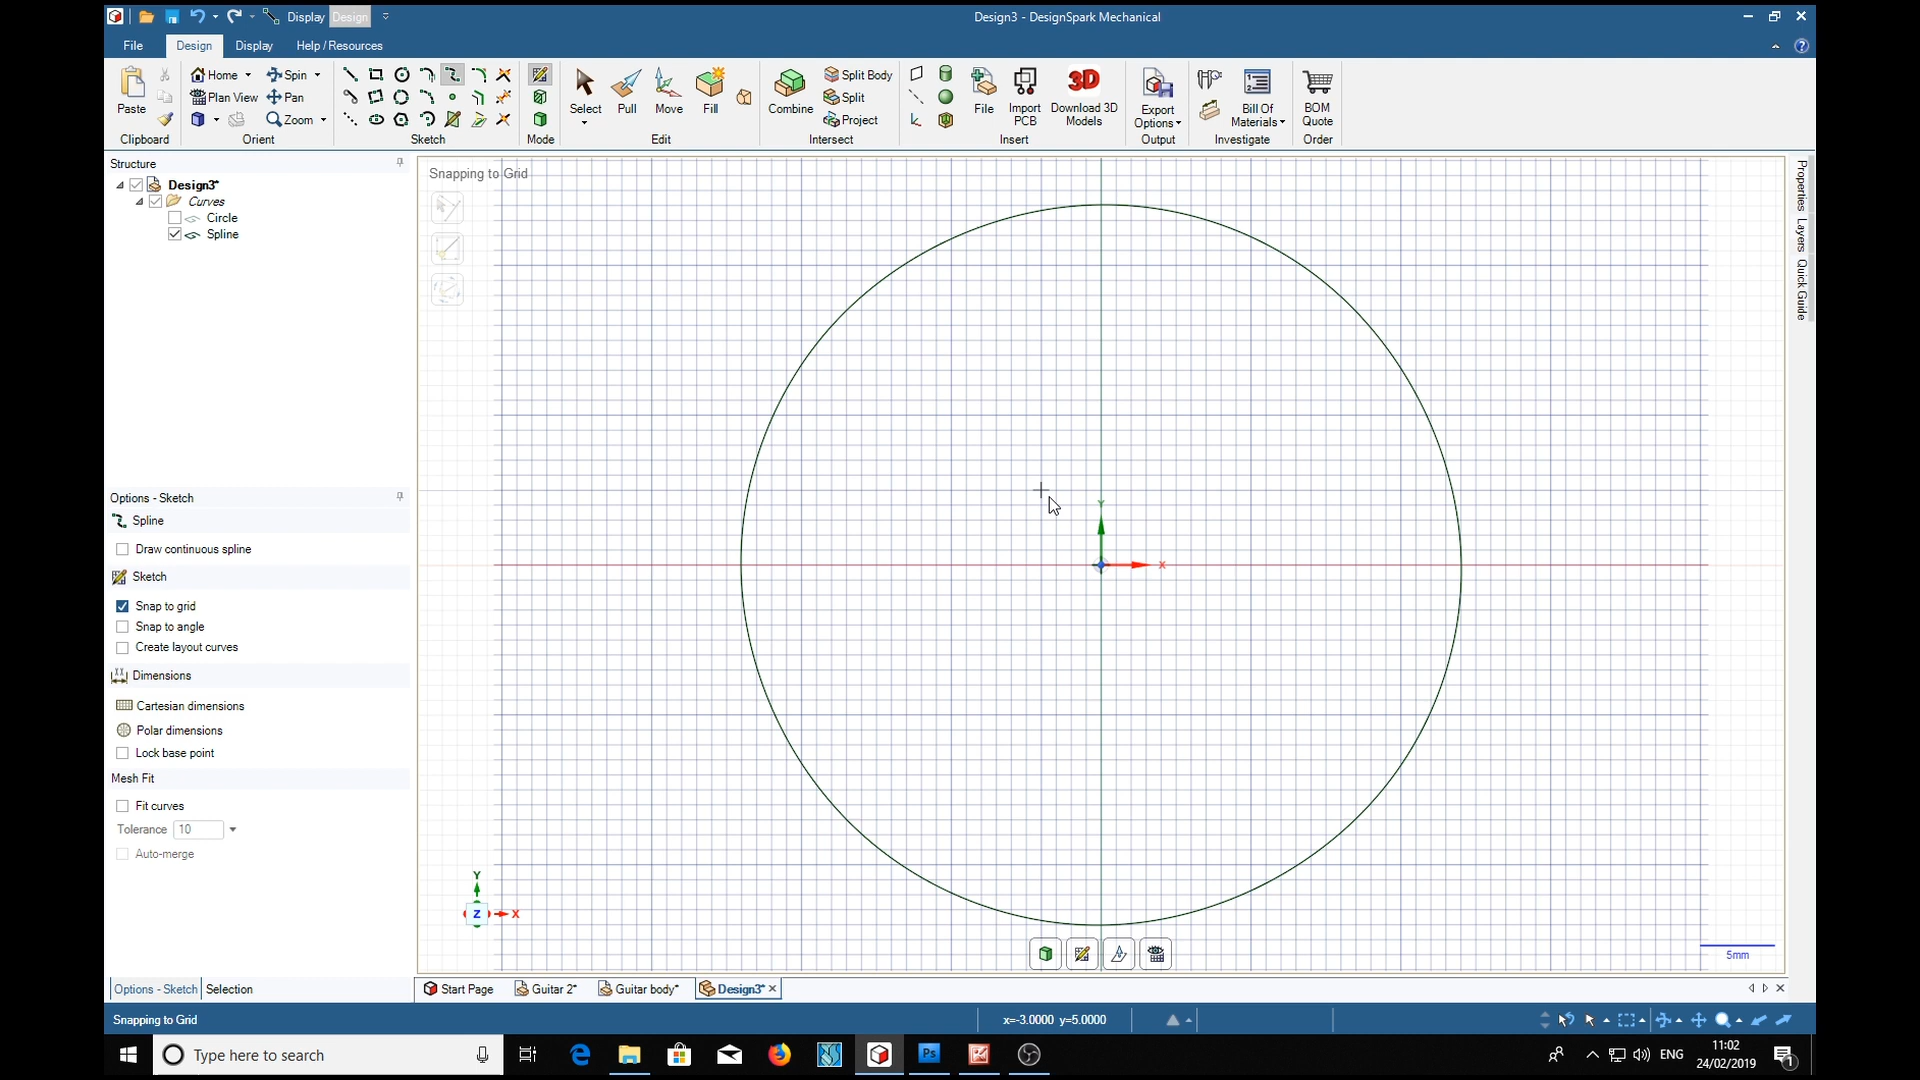 Display Design
Design3 - DesignSpark Mechanical
File Design Display Help / Resources
Paste
Home Spin
Plan View Pan
Zoom
Select Pull Move Fill
Combine
Split Body
Split
Project
File
Import PCB
3D
Download 3D Models
Export Options
Bill Of Materials
BOM Quote
Clipboard Orient Sketch Mode Edit Intersect Insert Output Investigate Order
Structure
Design3*
Curves
Circle
Spline
Snapping to Grid
Properties
Layers
Quick Guide
Options - Sketch
Spline
Draw continuous spline
Sketch
Snap to grid
Snap to angle
Create layout curves
Dimensions
Cartesian dimensions
Polar dimensions
Lock base point
Mesh Fit
Fit curves
Tolerance 10
Auto-merge
Y
X
Y
Z X
5mm
Options - Sketch Selection
Start Page Guitar 2* Guitar body* Design3*
Snapping to Grid
x=-3.0000 y=5.0000
Type here to search
Ps
ENG
11:02
24/02/2019
1